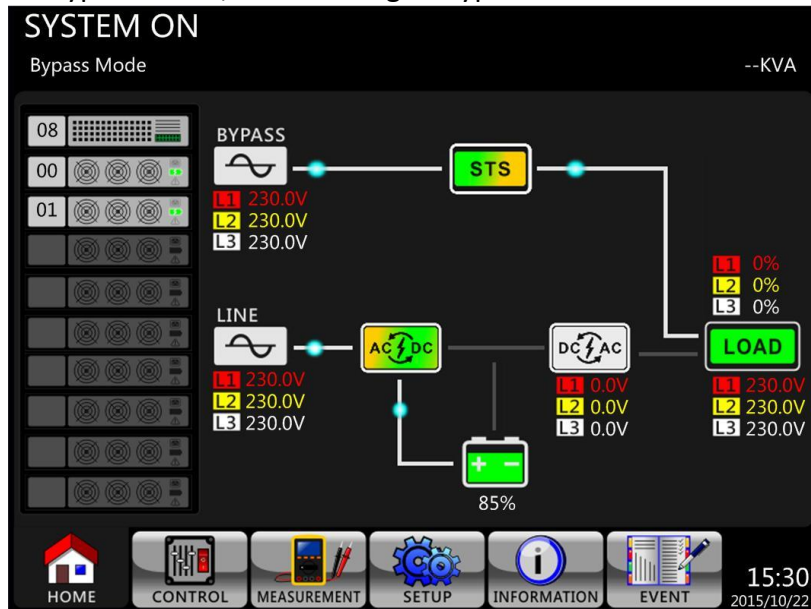 SYSTEM ON
Bypass Mode
--KVA
08
00
01
BYPASS
L1 230.0V
L2 230.0V
L3 230.0V
STS
L1 0%
L2 0%
L3 0%
LINE
L1 230.0V
L2 230.0V
L3 230.0V
AC DC
DC AC
L1 0.0V
L2 0.0V
L3 0.0V
LOAD
L1 230.0V
L2 230.0V
L3 230.0V
+ -
85%
HOME
CONTROL
MEASUREMENT
SETUP
i
INFORMATION
EVENT
15:30
2015/10/22